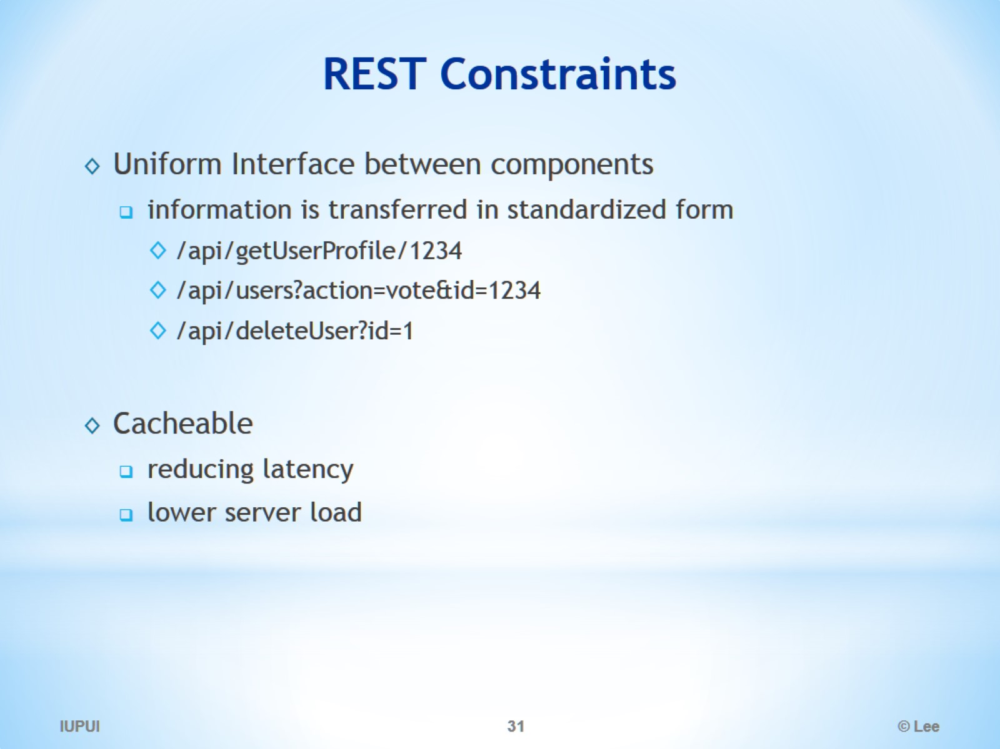 REST Constraints
Uniform Interface between components
information is transferred in standardized form
/api/getUserProfile/1234
/api/users?action=vote&id=1234
/api/deleteUser?id=1
Cacheable
reducing latency
lower server load
IUPUI 31 © Lee